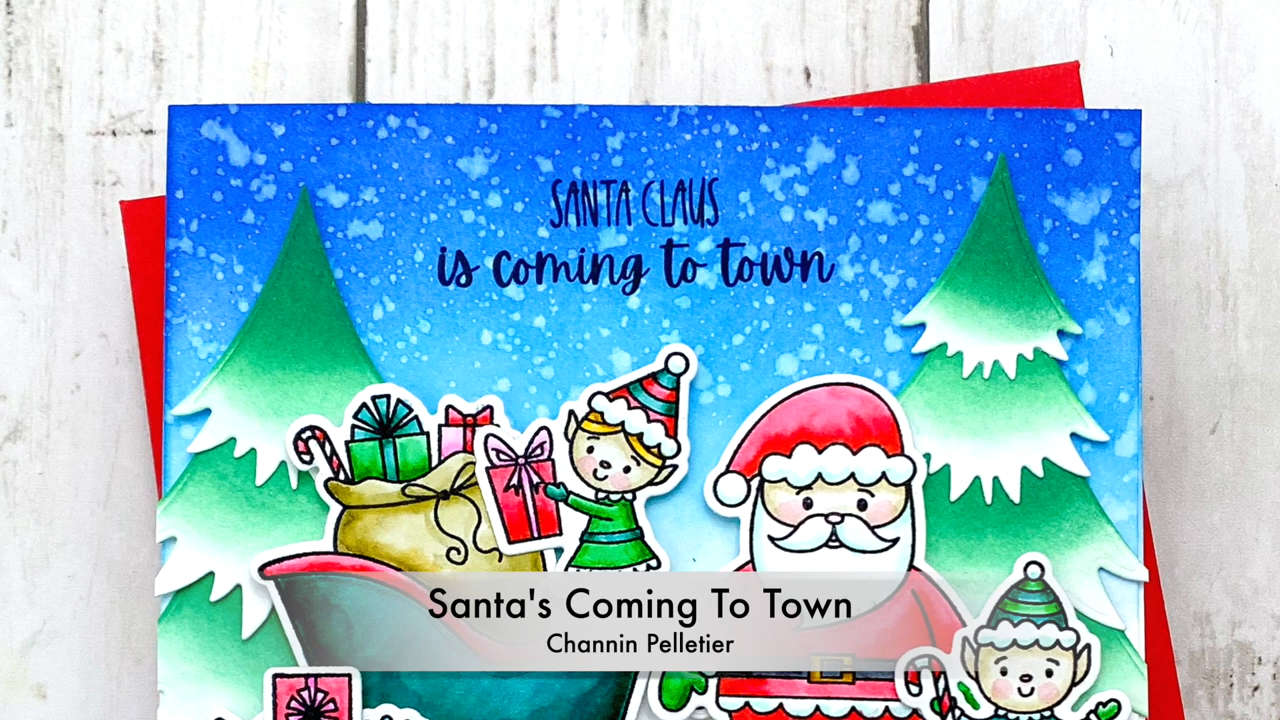 SANTA CLAUS
is coming to town
Santa's Coming To Town
Channin Pelletier